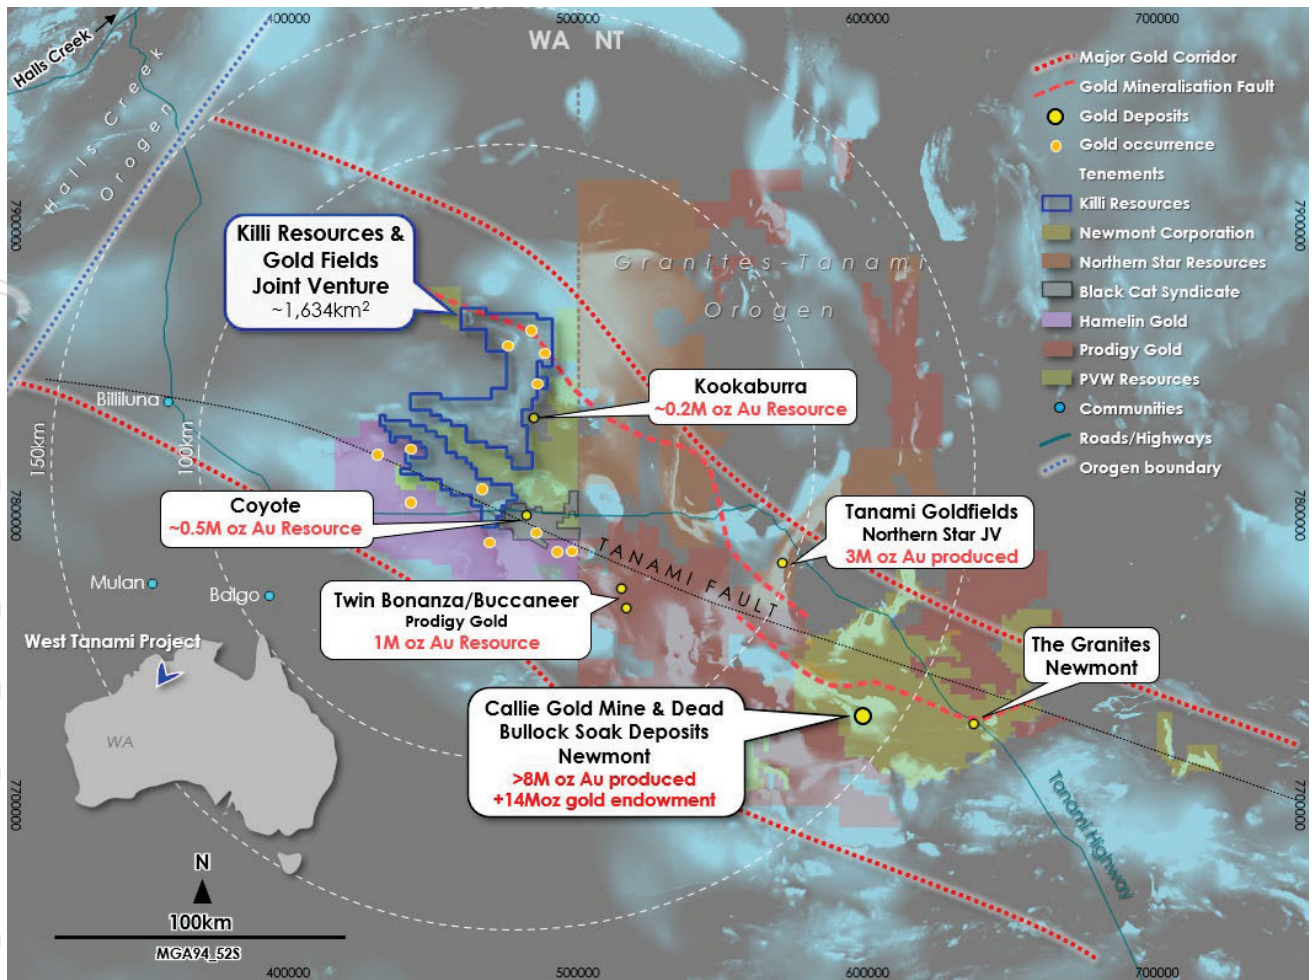 400000
500000
600000
700000
Halls Creek
Halls Creek
Orogen
WA NT
Major Gold Corridor
Gold Mineralisation Fault
Gold Deposits
Gold occurrence
Tenements
Killi Resources
Newmont Corporation
Northern Star Resources
Black Cat Syndicate
Hamelin Gold
Prodigy Gold
PVW Resources
Communities
Roads/Highways
Orogen boundary
7900000
7900000
Killi Resources &
Gold Fields
Joint Venture
~1,634km²
Granites-Tanami
Orogen
Kookaburra
~0.2M oz Au Resource
Billiluna
150km
100km
Coyote
~0.5M oz Au Resource
7800000
7800000
Tanami Goldfields
Northern Star JV
3M oz Au produced
TANAMI FAULT
Mulan
Balgo
Twin Bonanza/Buccaneer
Prodigy Gold
1M oz Au Resource
The Granites
Newmont
West Tanami Project
WA
Callie Gold Mine & Dead
Bullock Soak Deposits
Newmont
>8M oz Au produced
+14Moz gold endowment
7700000
7700000
Tanami Highway
N
100km
MGA94_52S
400000
500000
600000
700000